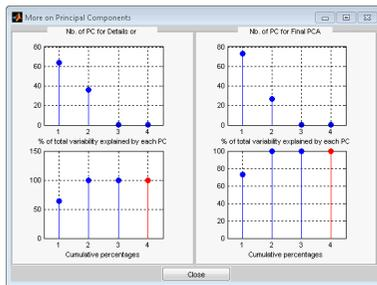 More on Principal Components
Nb. of PC for Details or
80
60
40
20
0
1 2 3 4
% of total variability explained by each PC
150
100
50
0
1 2 3 4
Cumulative percentages
Nb. of PC for Final PCA
80
60
40
20
0
1 2 3 4
% of total variability explained by each PC
100
80
60
40
20
0
1 2 3 4
Cumulative percentages
Close